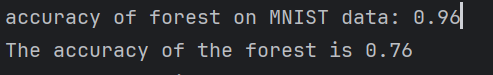 accuracy of forest on MNIST data: 0.96
The accuracy of the forest is 0.76